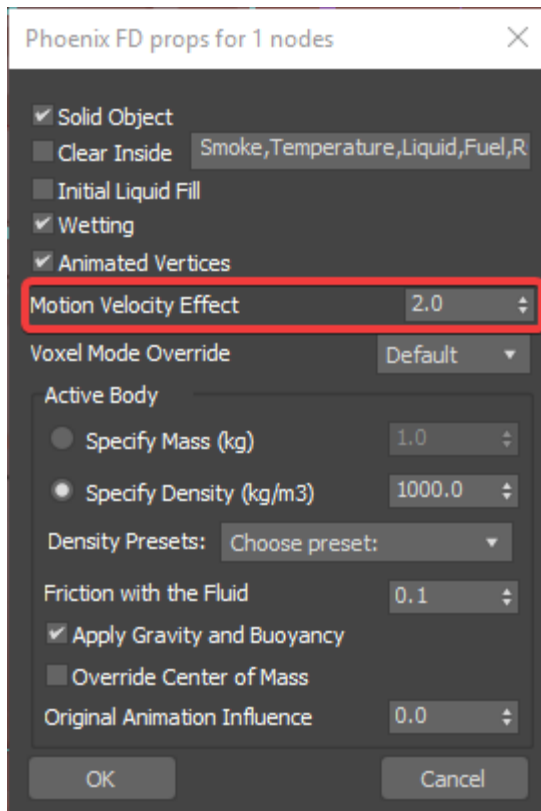 Phoenix FD props for 1 nodes
Solid Object
Clear Inside Smoke,Temperature,Liquid,Fuel,R
Initial Liquid Fill
Wetting
Animated Vertices
Motion Velocity Effect 2.0
Voxel Mode Override Default
Active Body
Specify Mass (kg) 1.0
Specify Density (kg/m3) 1000.0
Density Presets: Choose preset:
Friction with the Fluid 0.1
Apply Gravity and Buoyancy
Override Center of Mass
Original Animation Influence 0.0
OK Cancel